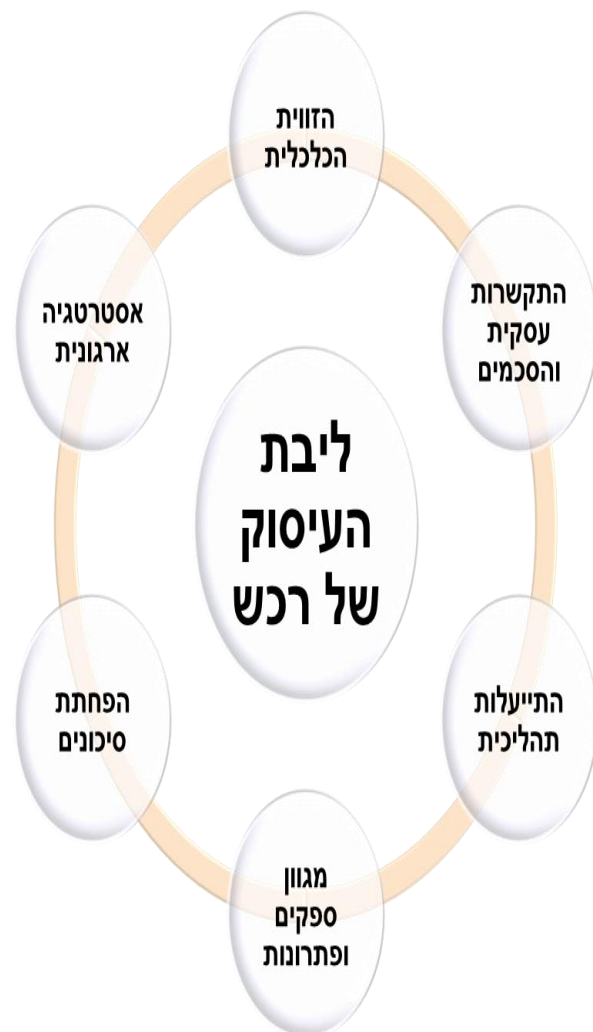 הזווית
הכלכלית
התקשרות
עסקית
והסכמים
התייעלות
תהליכית
מגוון
ספקים
ופתרונות
הפחתת
סיכונים
אסטרטגיה
ארגונית
ליבת
העיסוק
של רכש